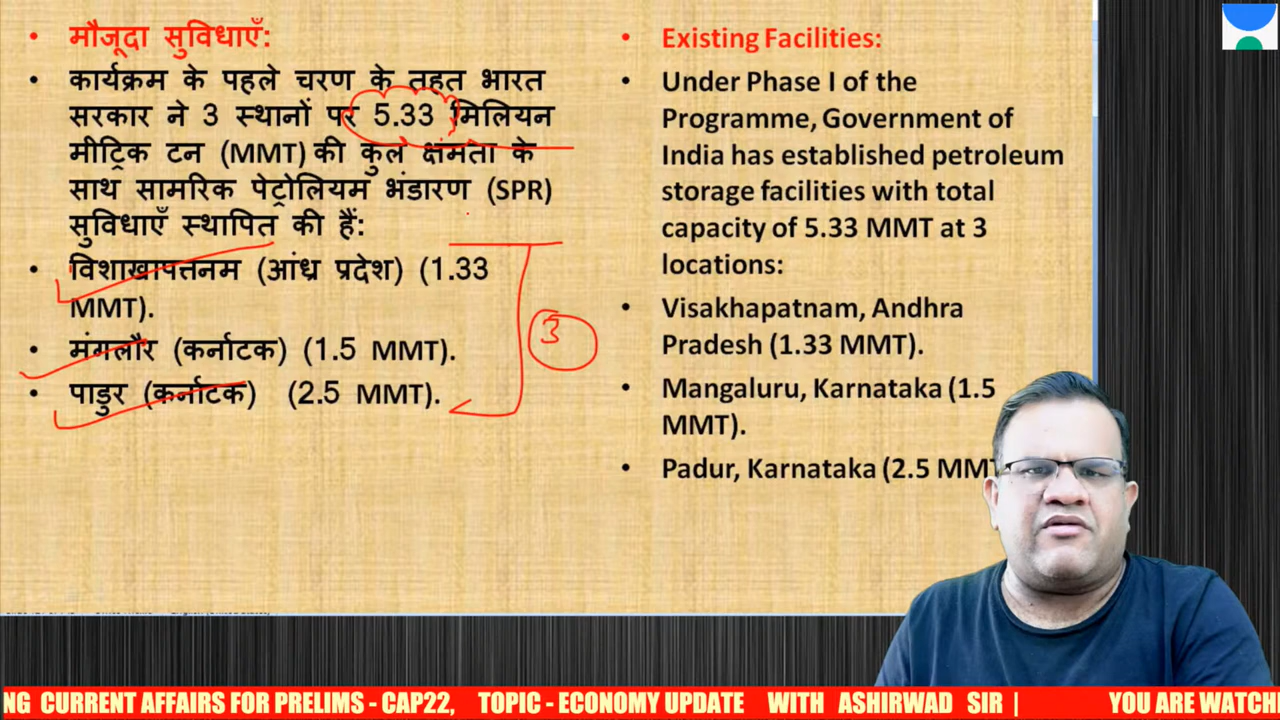 • मौजूदा सुविधाएँ:
• कार्यक्रम के पहले चरण के तहत भारत
सरकार ने 3 स्थानों पर 5.33 मिलियन
मीट्रिक टन (MMT) की कुल क्षमता के
साथ सामरिक पेट्रोलियम भंडारण (SPR)
सुविधाएँ स्थापित की हैं:
• विशाखापत्तनम (आंध्र प्रदेश) (1.33
MMT).
• मंगलौर (कर्नाटक) (1.5 MMT).
• पाडुर (कर्नाटक) (2.5 MMT).
3
• Existing Facilities:
• Under Phase I of the
Programme, Government of
India has established petroleum
storage facilities with total
capacity of 5.33 MMT at 3
locations:
• Visakhapatnam, Andhra
Pradesh (1.33 MMT).
• Mangaluru, Karnataka (1.5
MMT).
• Padur, Karnataka (2.5 MMT
NG CURRENT AFFAIRS FOR PRELIMS - CAP22, TOPIC - ECONOMY UPDATE WITH ASHIRWAD SIR | YOU ARE WATCH